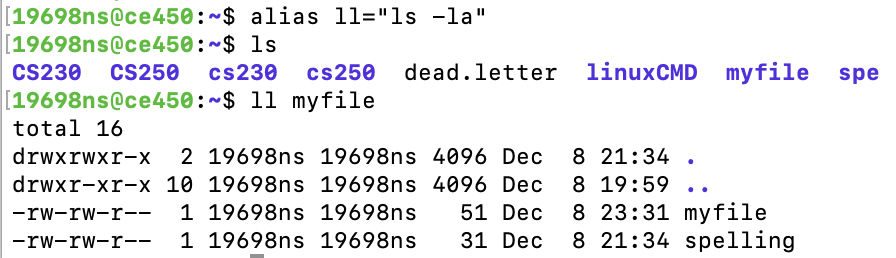 [19698ns@ce450:~$ alias ll="ls -la"
[19698ns@ce450:~$ ls
CS230  CS250  cs230  cs250  dead.letter  linuxCMD  myfile  spe
[19698ns@ce450:~$ ll myfile
total 16
drwxrwxr-x  2 19698ns 19698ns 4096 Dec  8 21:34 .
drwxr-xr-x 10 19698ns 19698ns 4096 Dec  8 19:59 ..
-rw-rw-r--  1 19698ns 19698ns   51 Dec  8 23:31 myfile
-rw-rw-r--  1 19698ns 19698ns   31 Dec  8 21:34 spelling